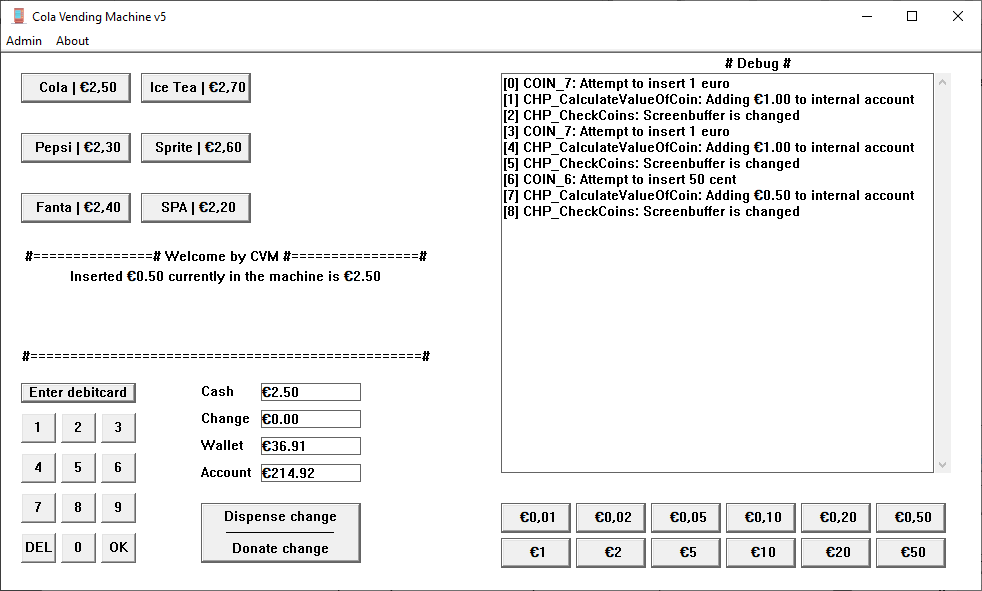 Cola Vending Machine v5
Admin About
Cola | €2,50
Ice Tea | €2,70
Pepsi | €2,30
Sprite | €2,60
Fanta | €2,40
SPA | €2,20
#===============# Welcome by CVM #================#
Inserted €0.50 currently in the machine is €2.50
#=================================================#
Enter debitcard
1 2 3
4 5 6
7 8 9
DEL 0 OK
Cash €2.50
Change €0.00
Wallet €36.91
Account €214.92
Dispense change
Donate change
# Debug #
[0] COIN_7: Attempt to insert 1 euro
[1] CHP_CalculateValueOfCoin: Adding €1.00 to internal account
[2] CHP_CheckCoins: Screenbuffer is changed
[3] COIN_7: Attempt to insert 1 euro
[4] CHP_CalculateValueOfCoin: Adding €1.00 to internal account
[5] CHP_CheckCoins: Screenbuffer is changed
[6] COIN_6: Attempt to insert 50 cent
[7] CHP_CalculateValueOfCoin: Adding €0.50 to internal account
[8] CHP_CheckCoins: Screenbuffer is changed
€0,01 €0,02 €0,05 €0,10 €0,20 €0,50
€1 €2 €5 €10 €20 €50